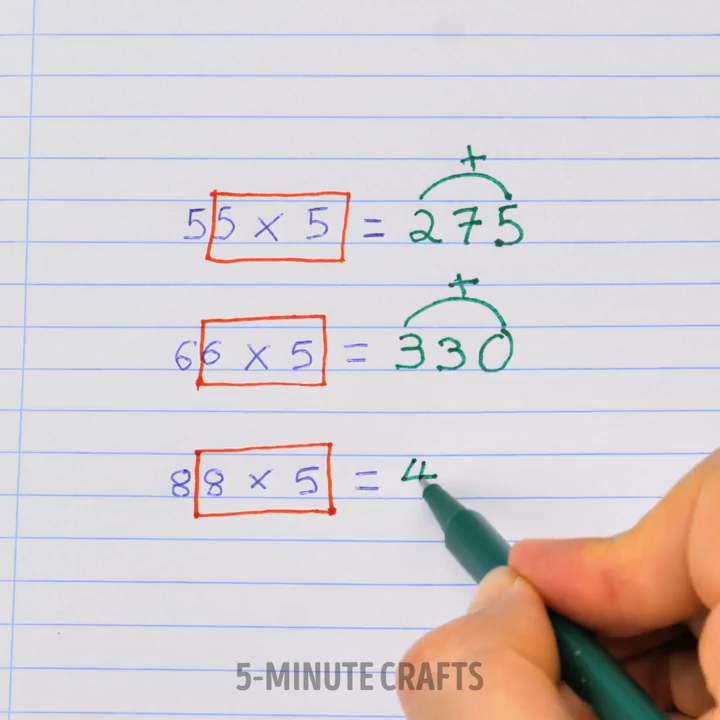 +
55 × 5 = 275
+
66 × 5 = 330
88 × 5 = 4
5-MINUTE CRAFTS